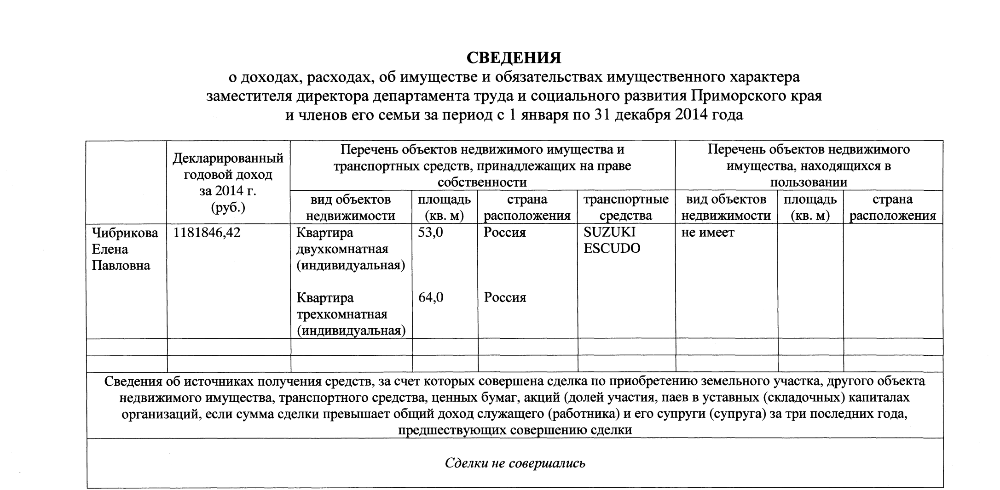 СВЕДЕНИЯ
о доходах, расходах, об имуществе и обязательствах имущественного характера
заместителя директора департамента труда и социального развития Приморского края
и членов его семьи за период с 1 января по 31 декабря 2014 года
Декларированный
годовой доход
за 2014 г.
(руб.)
Перечень объектов недвижимого имущества и
транспортных средств, принадлежащих на праве
собственности
Перечень объектов недвижимого
имущества, находящихся в
пользовании
вид объектов
недвижимости
площадь
(кв. м)
страна
расположения
транспортные
средства
вид объектов
недвижимости
площадь
(кв. м)
страна
расположения
Чибрикова
Елена
Павловна
1181846,42
Квартира
двухкомнатная
(индивидуальная)
53,0
Россия
SUZUKI
ESCUDO
не имеет
Квартира
трехкомнатная
(индивидуальная)
64,0
Россия
Сведения об источниках получения средств, за счет которых совершена сделка по приобретению земельного участка, другого объекта
недвижимого имущества, транспортного средства, ценных бумаг, акций (долей участия, паев в уставных (складочных) капиталах
организаций, если сумма сделки превышает общий доход служащего (работника) и его супруги (супруга) за три последних года,
предшествующих совершению сделки
Сделки не совершались